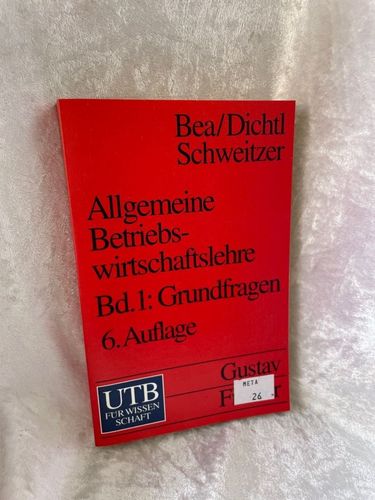 Bea/Dichtl
Schweitzer
Allgemeine
Betriebs-
wirtschaftslehre
Bd.1: Grundfragen
6. Auflage
Gustav
UTB
FÜR WISSEN
SCHAFT
META
26